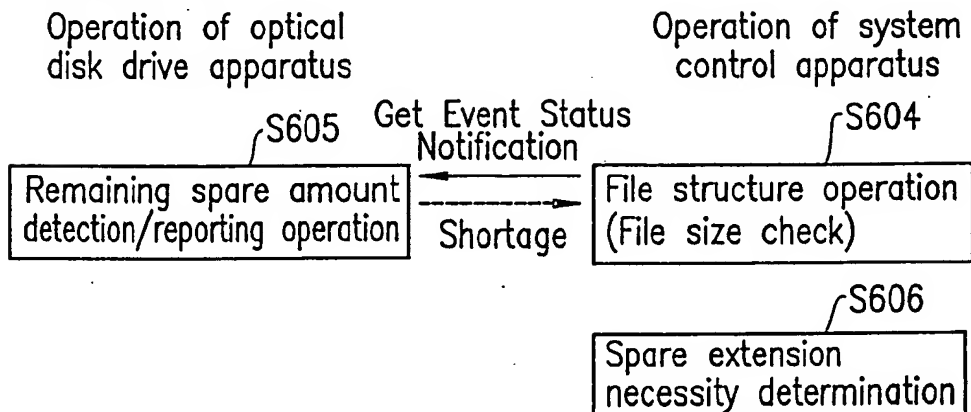 Operation of optical
disk drive apparatus
Operation of system
control apparatus
S605
Get Event Status
Notification
S604
Remaining spare amount
detection/reporting operation
Shortage
File structure operation
(File size check)
S606
Spare extension
necessity determination